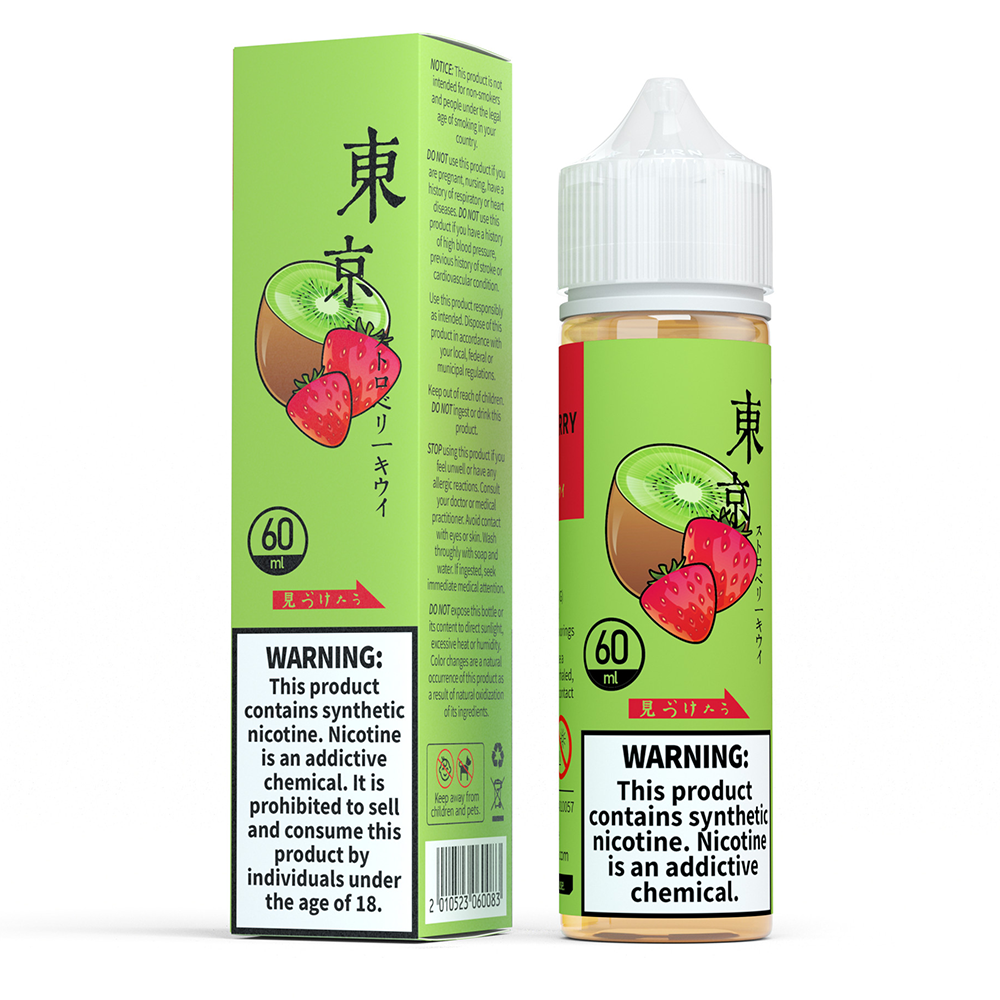 東京
ストロベリーキウイ
60
ml
見づけたう
WARNING:
This product
contains synthetic
nicotine. Nicotine
is an addictive
chemical. It is
prohibited to sell
and consume this
product by
individuals under
the age of 18.
NOTICE: This product is not
intended for non-smokers
and people under the legal
age of smoking in your
country.
DO NOT use this product if you
are pregnant, nursing, have a
history of respiratory or heart
diseases. DO NOT use this
product if you have a history
of high blood pressure,
previous history of stroke or
cardiovascular condition.
Use this product responsibly
as intended. Dispose of this
product in accordance with
your local, federal or
municipal regulations.
Keep out of reach of children.
DO NOT ingest or drink this
product.
STOP using this product if you
feel unwell or have any
allergic reactions. Consult
your doctor or medical
practitioner. Avoid contact
with eyes or skin. Wash
throughly with soap and
water. If ingested, seek
immediate medical attention.
DO NOT expose this bottle or
its content to direct sunlight,
excessive heat or humidity.
Color changes are a natural
occurrence of this product as
a result of natural oxidization
of its ingredients.
Keep away from
children and pets.
2 010523 060083
TURN
RRY
東京
ストロベリーキウイ
60
ml
見づけたう
WARNING:
This product
contains synthetic
nicotine. Nicotine
is an addictive
chemical.